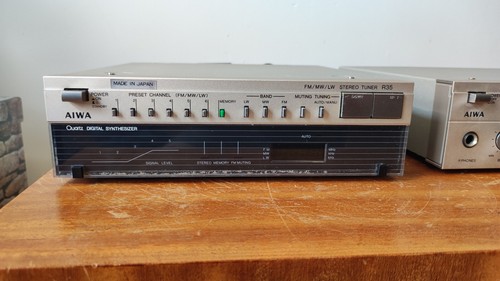 MADE IN JAPAN
FM/MW/LW STEREO TUNER R35
POWER PRESET CHANNEL (FM/MW/LW) BAND MUTING TUNING
MEMORY LW MW FM AUTO/MANU
AIWA
Quartz DIGITAL SYNTHESIZER
AUTO
SIGNAL LEVEL STEREO MEMORY FM MUTING
AIWA